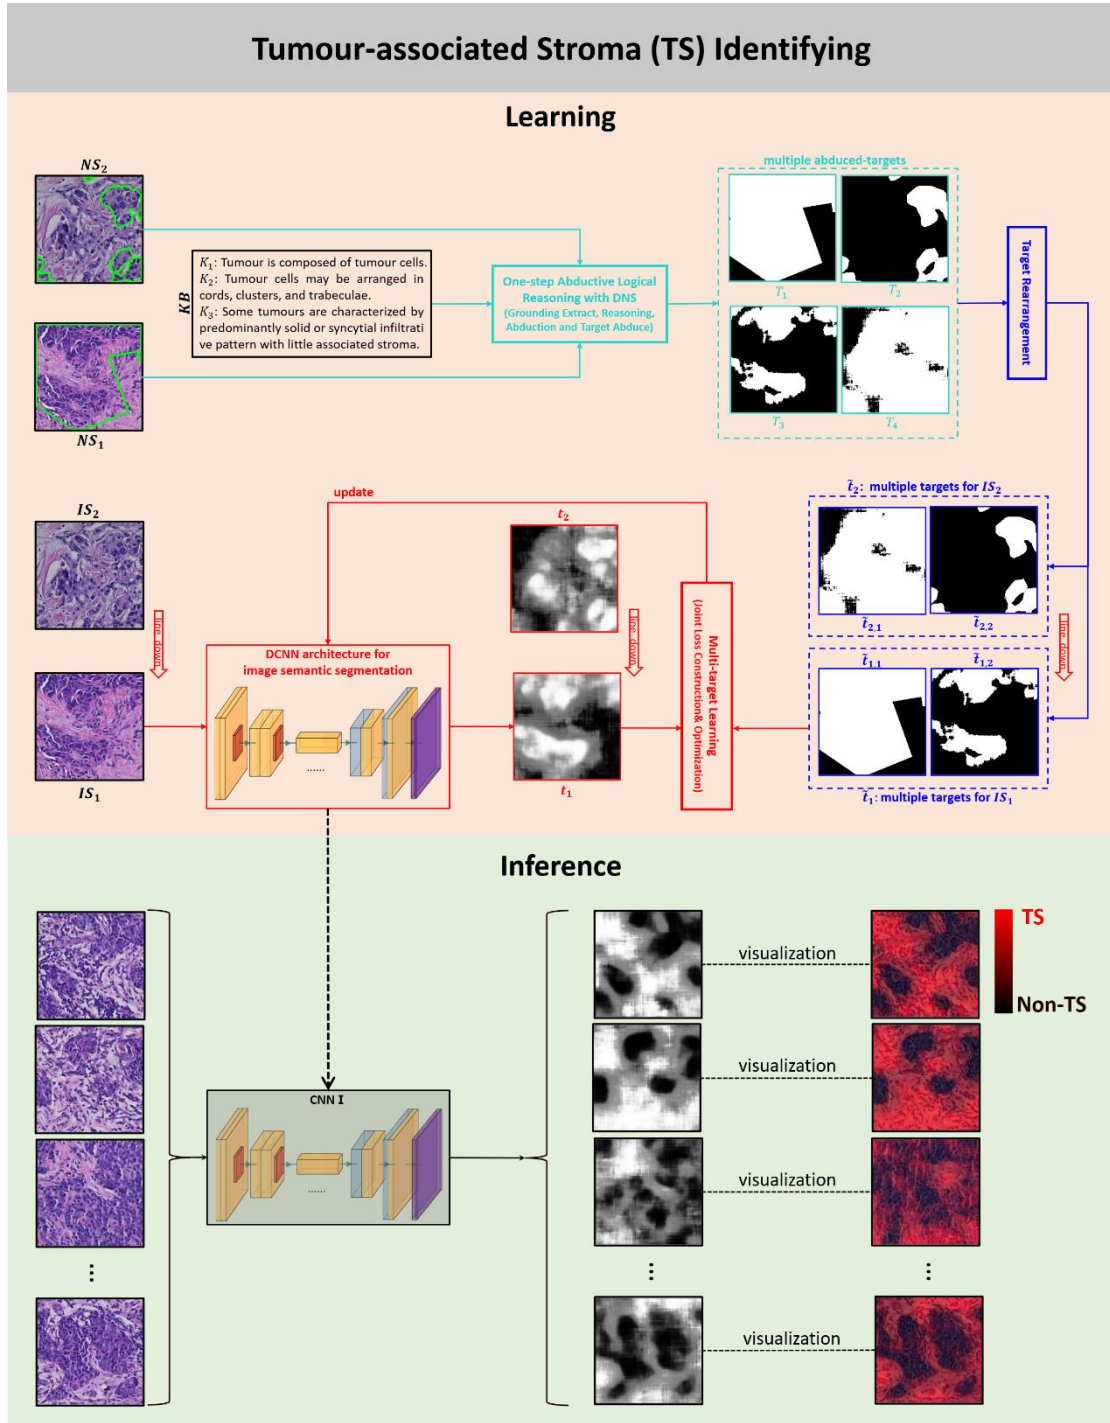 Tumour-associated Stroma (TS) Identifying
Learning
NS₂
NS₁
KB
K₁: Tumour is composed of tumour cells.
K₂: Tumour cells may be arranged in
cords, clusters, and trabeculae.
K₃: Some tumours are characterized by
predominantly solid or syncytial infiltrati
ve pattern with little associated stroma.
One-step Abductive Logical
Reasoning with DNS
(Grounding Extract, Reasoning,
Abduction and Target Abduce)
multiple abduced-targets
T₁
T₂
T₃
T₄
Target Rearrangement
IS₂
line down
IS₁
update
DCNN architecture for
image semantic segmentation
......
t₂
line down
t₁
Multi-target Learning
(Joint Loss Construction& Optimization)
t̃₂: multiple targets for IS₂
t̃₂,₁
t̃₂,₂
line down
t̃₁,₁
t̃₁,₂
t̃₁: multiple targets for IS₁
Inference
CNN I
......
visualization
visualization
visualization
...
...
...
visualization
TS
Non-TS